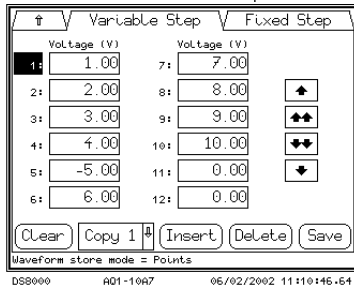 Variable Step Fixed Step
Voltage (V) Voltage (V)
1: 1.00 7: 7.00
2: 2.00 8: 8.00
3: 3.00 9: 9.00
4: 4.00 10: 10.00
5: -5.00 11: 0.00
6: 6.00 12: 0.00
Clear Copy 1 Insert Delete Save
Waveform store mode = Points
DS8000 AQ1-10A7 06/02/2002 11:10:46.64